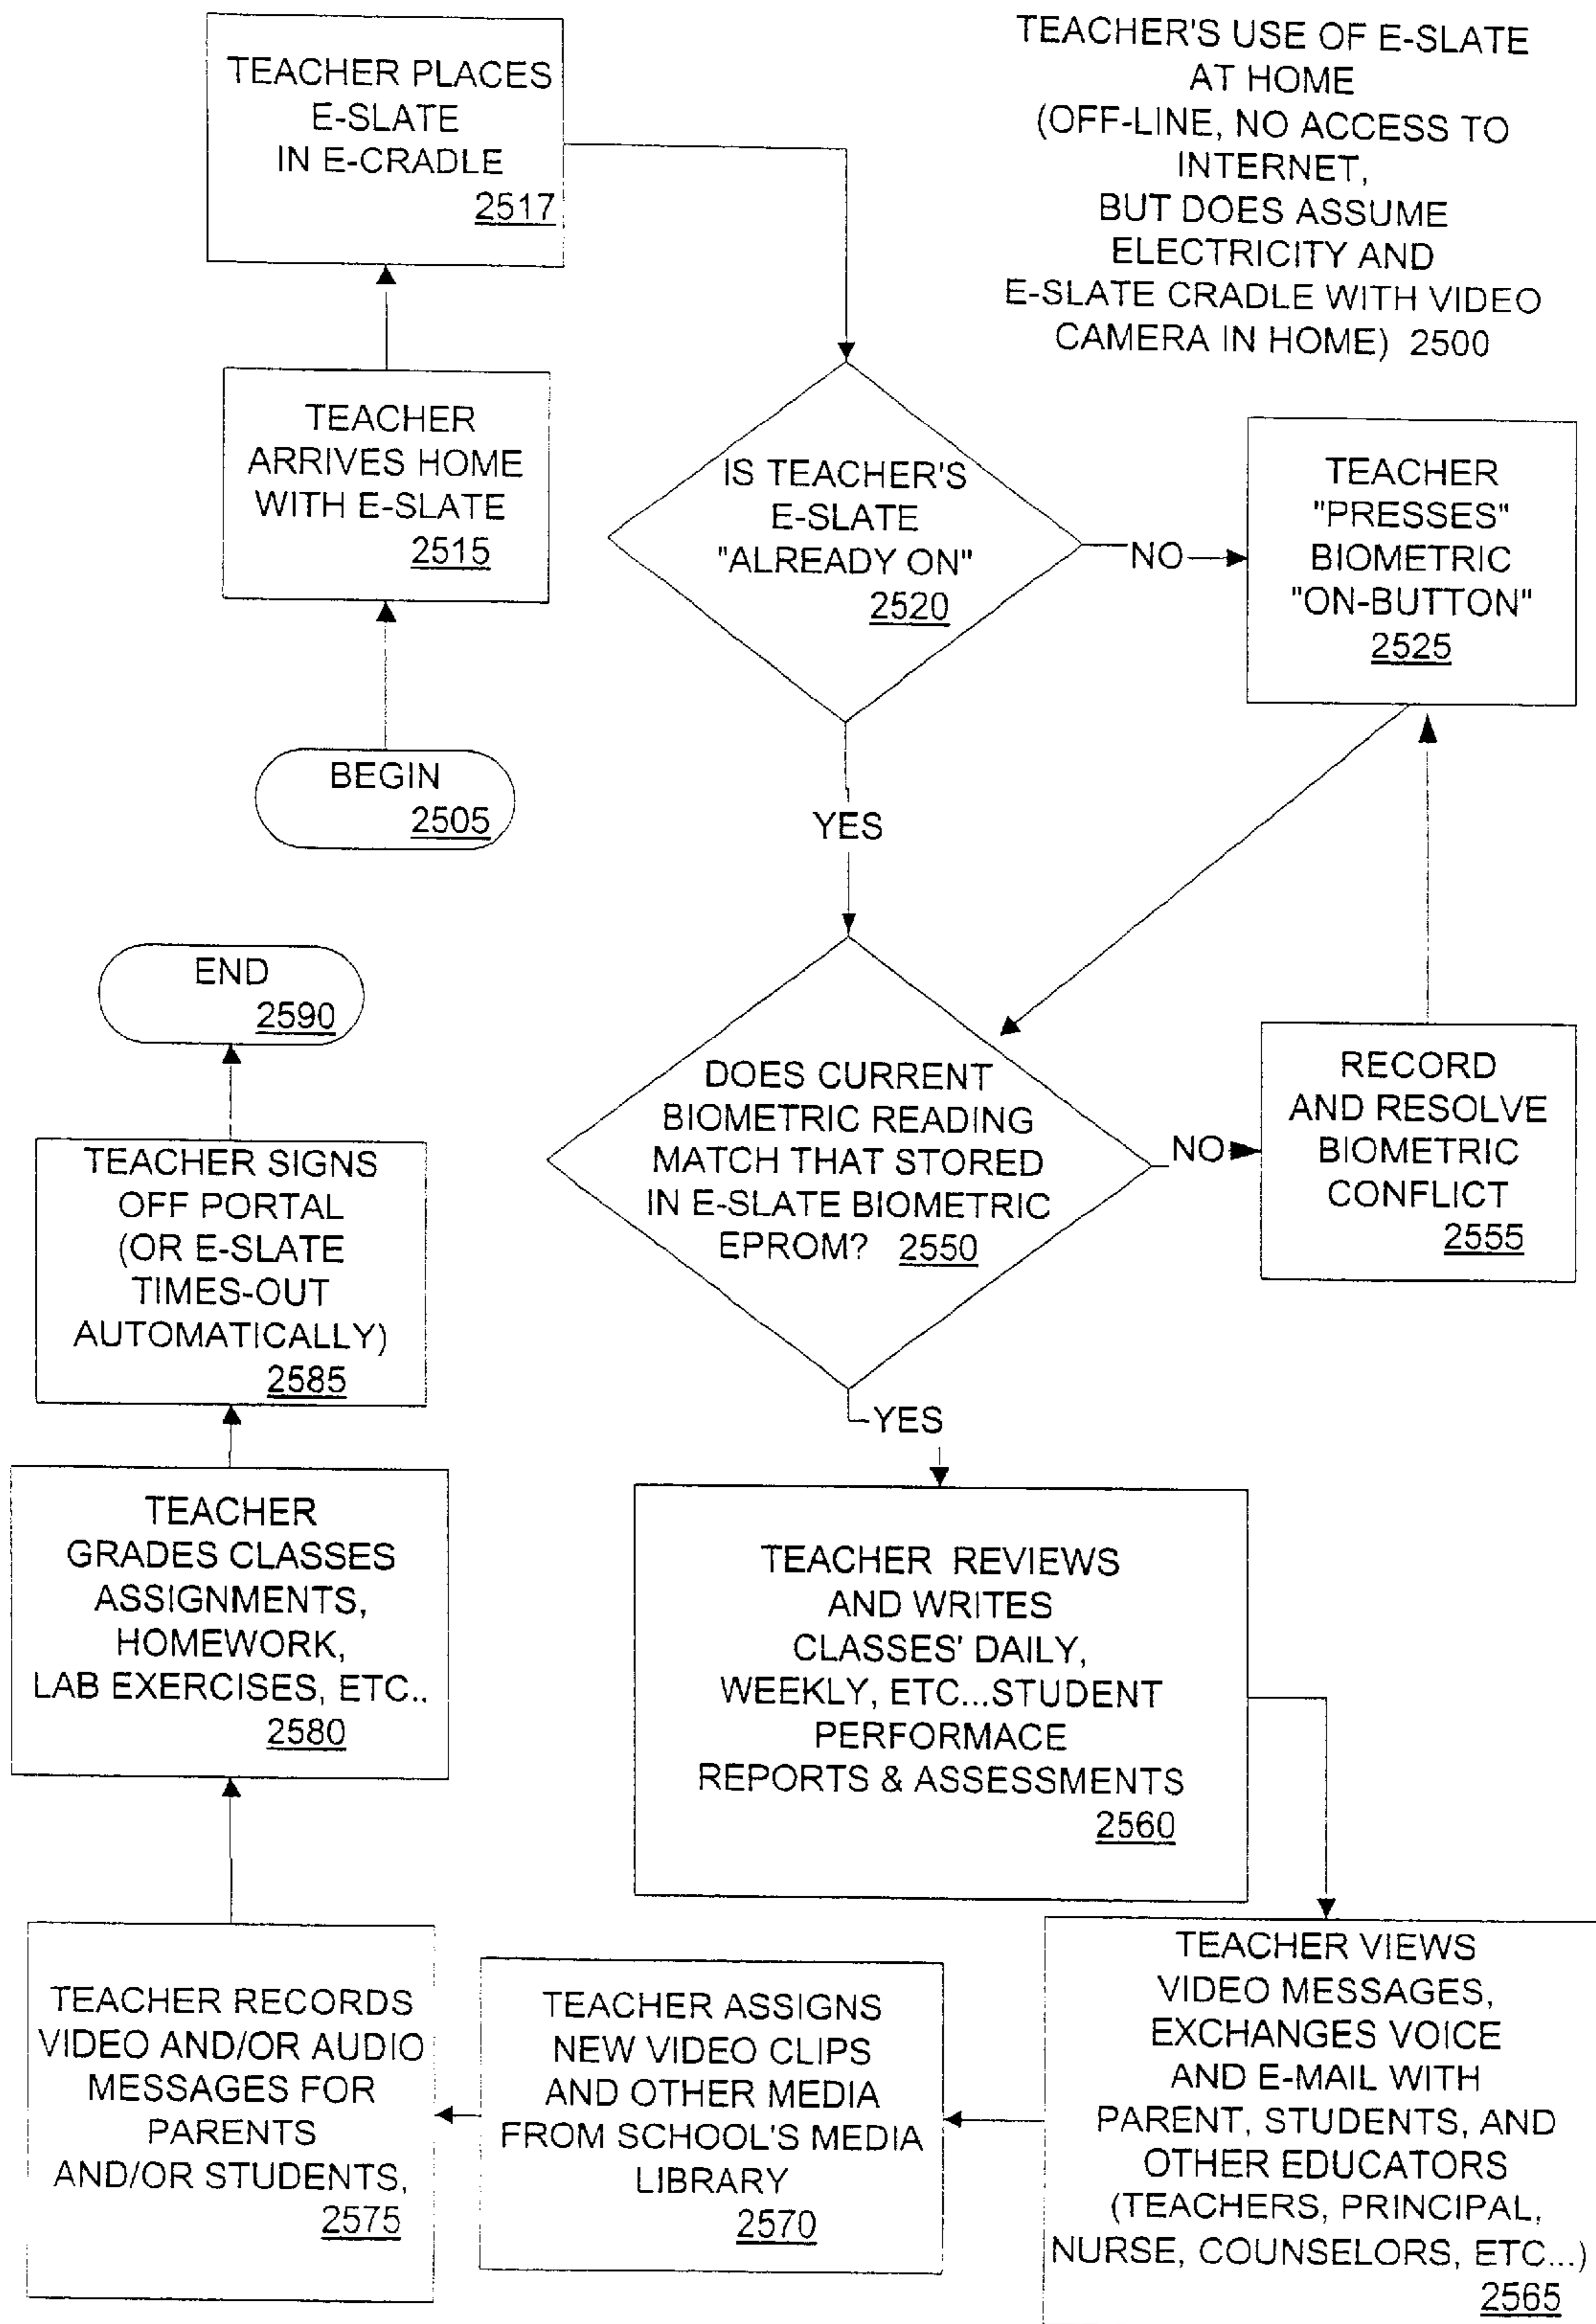 TEACHER'S USE OF E-SLATE
AT HOME
(OFF-LINE, NO ACCESS TO
INTERNET,
BUT DOES ASSUME
ELECTRICITY AND
E-SLATE CRADLE WITH VIDEO
CAMERA IN HOME) 2500
BEGIN
2505
TEACHER
ARRIVES HOME
WITH E-SLATE
2515
TEACHER PLACES
E-SLATE
IN E-CRADLE
2517
IS TEACHER'S
E-SLATE
"ALREADY ON"
2520
NO
TEACHER
"PRESSES"
BIOMETRIC
"ON-BUTTON"
2525
YES
DOES CURRENT
BIOMETRIC READING
MATCH THAT STORED
IN E-SLATE BIOMETRIC
EPROM? 2550
NO
RECORD
AND RESOLVE
BIOMETRIC
CONFLICT
2555
YES
TEACHER REVIEWS
AND WRITES
CLASSES' DAILY,
WEEKLY, ETC...STUDENT
PERFORMACE
REPORTS & ASSESSMENTS
2560
TEACHER VIEWS
VIDEO MESSAGES,
EXCHANGES VOICE
AND E-MAIL WITH
PARENT, STUDENTS, AND
OTHER EDUCATORS
(TEACHERS, PRINCIPAL,
NURSE, COUNSELORS, ETC...)
2565
TEACHER ASSIGNS
NEW VIDEO CLIPS
AND OTHER MEDIA
FROM SCHOOL'S MEDIA
LIBRARY
2570
TEACHER RECORDS
VIDEO AND/OR AUDIO
MESSAGES FOR
PARENTS
AND/OR STUDENTS,
2575
TEACHER
GRADES CLASSES
ASSIGNMENTS,
HOMEWORK,
LAB EXERCISES, ETC..
2580
TEACHER SIGNS
OFF PORTAL
(OR E-SLATE
TIMES-OUT
AUTOMATICALLY)
2585
END
2590